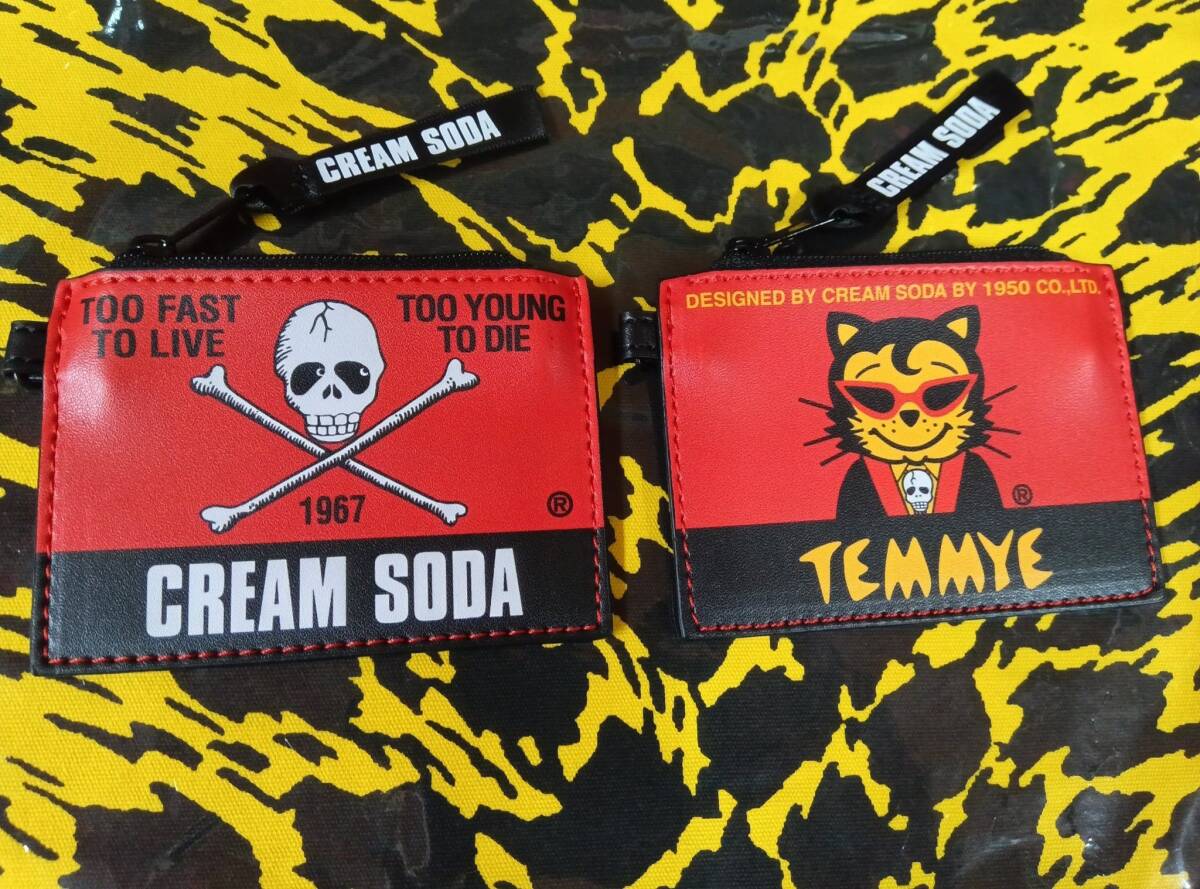 CREAM SODA
TOO FAST
TO LIVE
TOO YOUNG
TO DIE
1967
®
CREAM SODA
CREAM SODA
DESIGNED BY CREAM SODA BY 1950 CO.,LTD.
®
TEMMYE